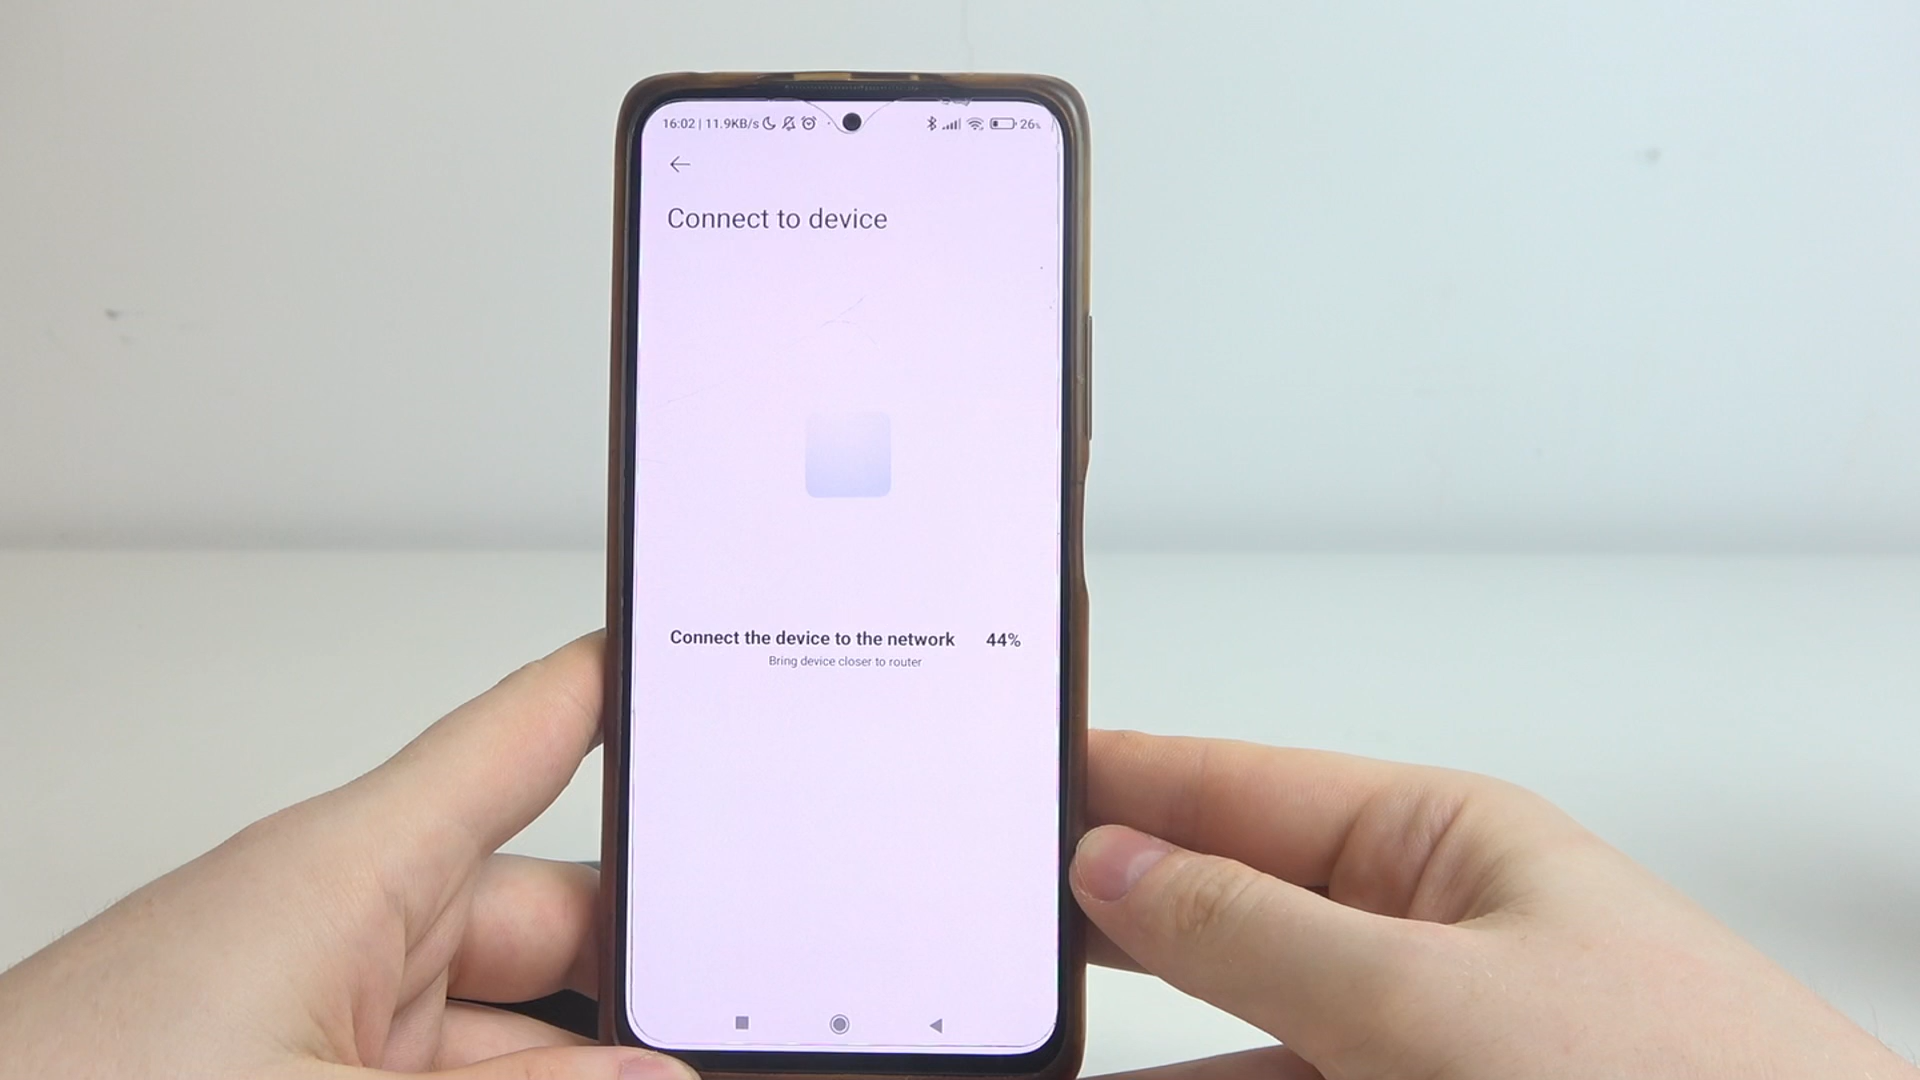 16:02 | 11.9KB/s 26%
Connect to device
Connect the device to the network 44%
Bring device closer to router